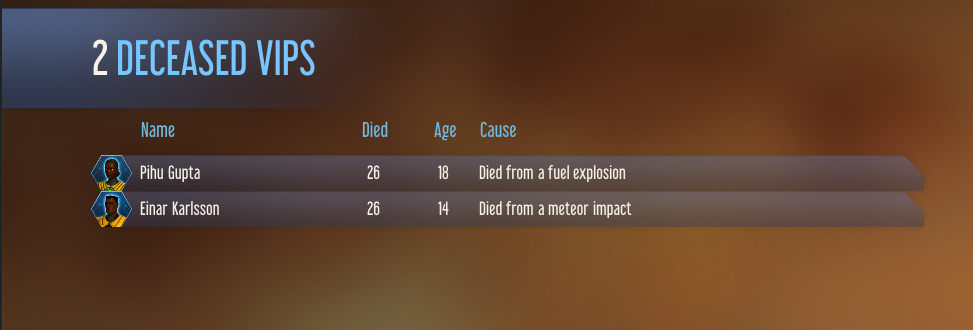 2 DECEASED VIPS
Name Died Age Cause
Pihu Gupta 26 18 Died from a fuel explosion
Einar Karlsson 26 14 Died from a meteor impact